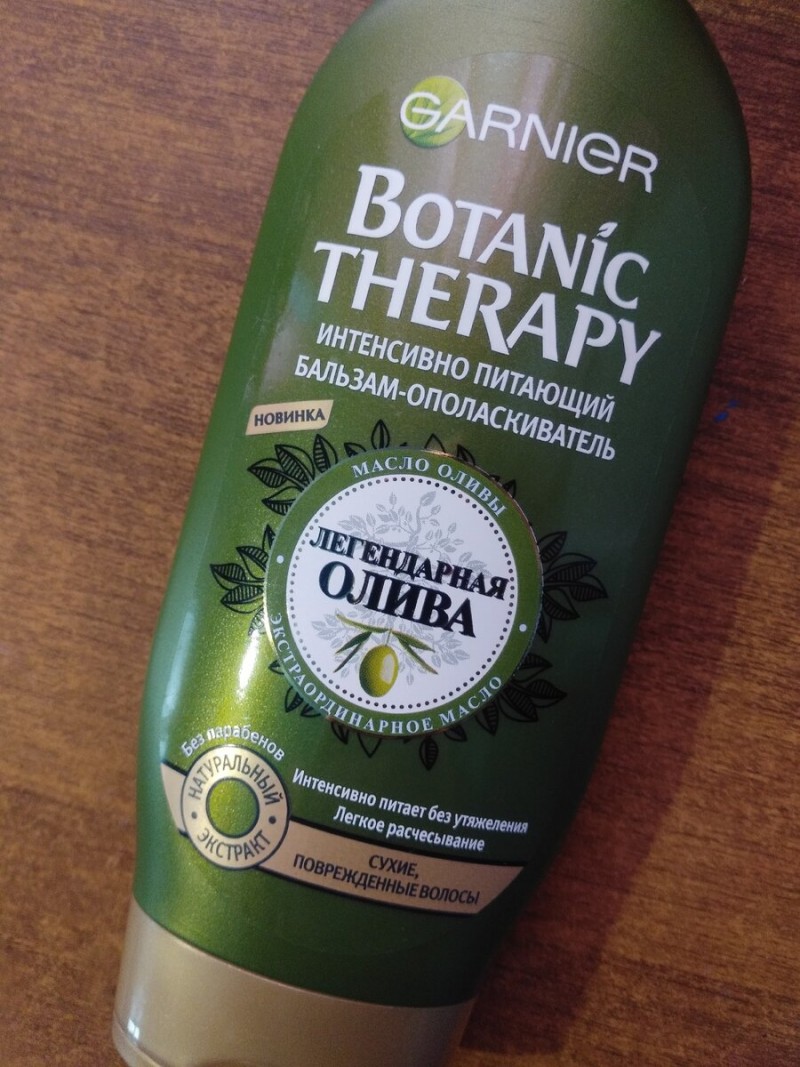 GARNIER
BOTANIC
THERAPY
ИНТЕНСИВНО ПИТАЮЩИЙ
БАЛЬЗАМ-ОПОЛАСКИВАТЕЛЬ
НОВИНКА
МАСЛО ОЛИВЫ
ЛЕГЕНДАРНАЯ
ОЛИВА
ЭКСТРАОРДИНАРНОЕ МАСЛО
Без парабенов
НАТУРАЛЬНЫЙ
ЭКСТРАКТ
Интенсивно питает без утяжеления
Легкое расчесывание
СУХИЕ,
ПОВРЕЖДЕННЫЕ ВОЛОСЫ